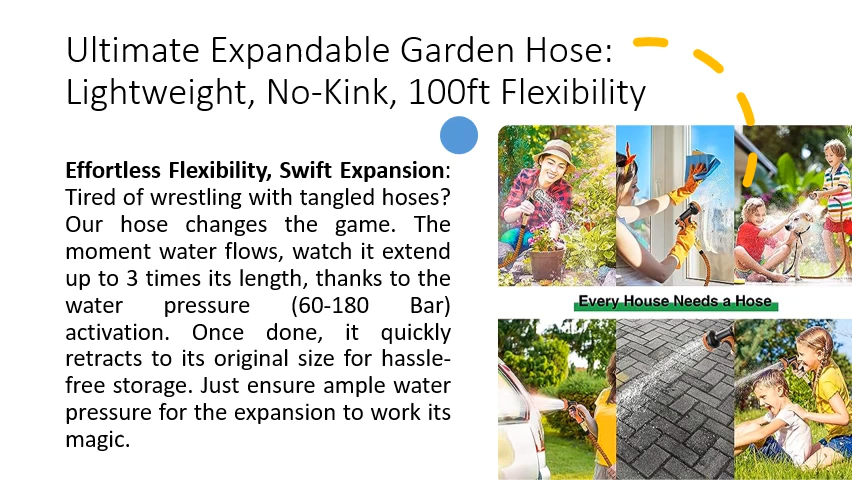 Ultimate Expandable Garden Hose:
Lightweight, No-Kink, 100ft Flexibility
Effortless Flexibility, Swift Expansion:
Tired of wrestling with tangled hoses?
Our hose changes the game. The
moment water flows, watch it extend
up to 3 times its length, thanks to the
water pressure (60-180 Bar)
activation. Once done, it quickly
retracts to its original size for hassle-
free storage. Just ensure ample water
pressure for the expansion to work its
magic.
Every House Needs a Hose